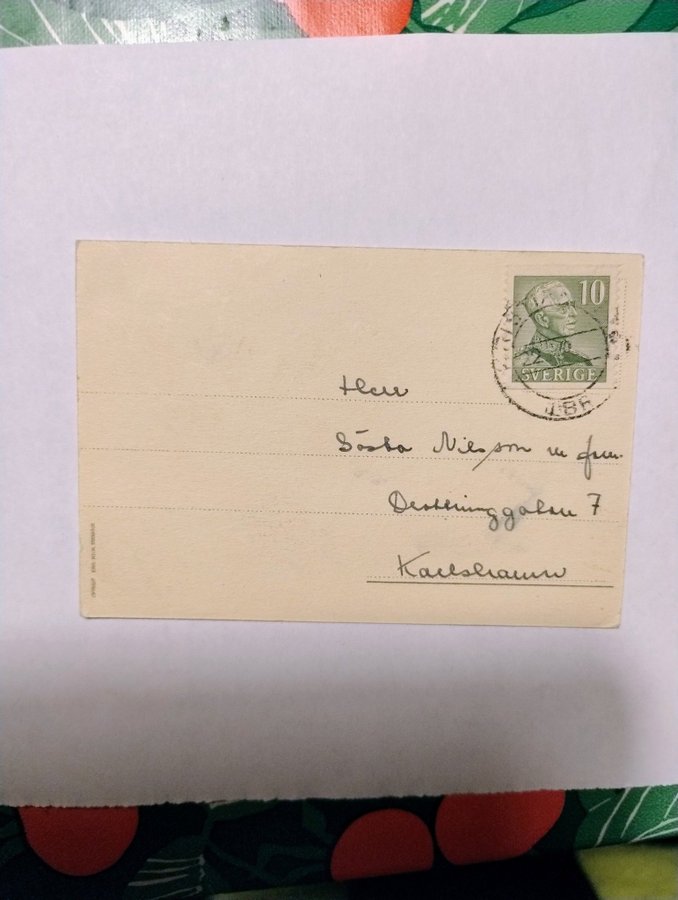 10
SVERIGE
Herr
Gösta Nilsson m fam.
Drottninggatan 7
Karlshamn